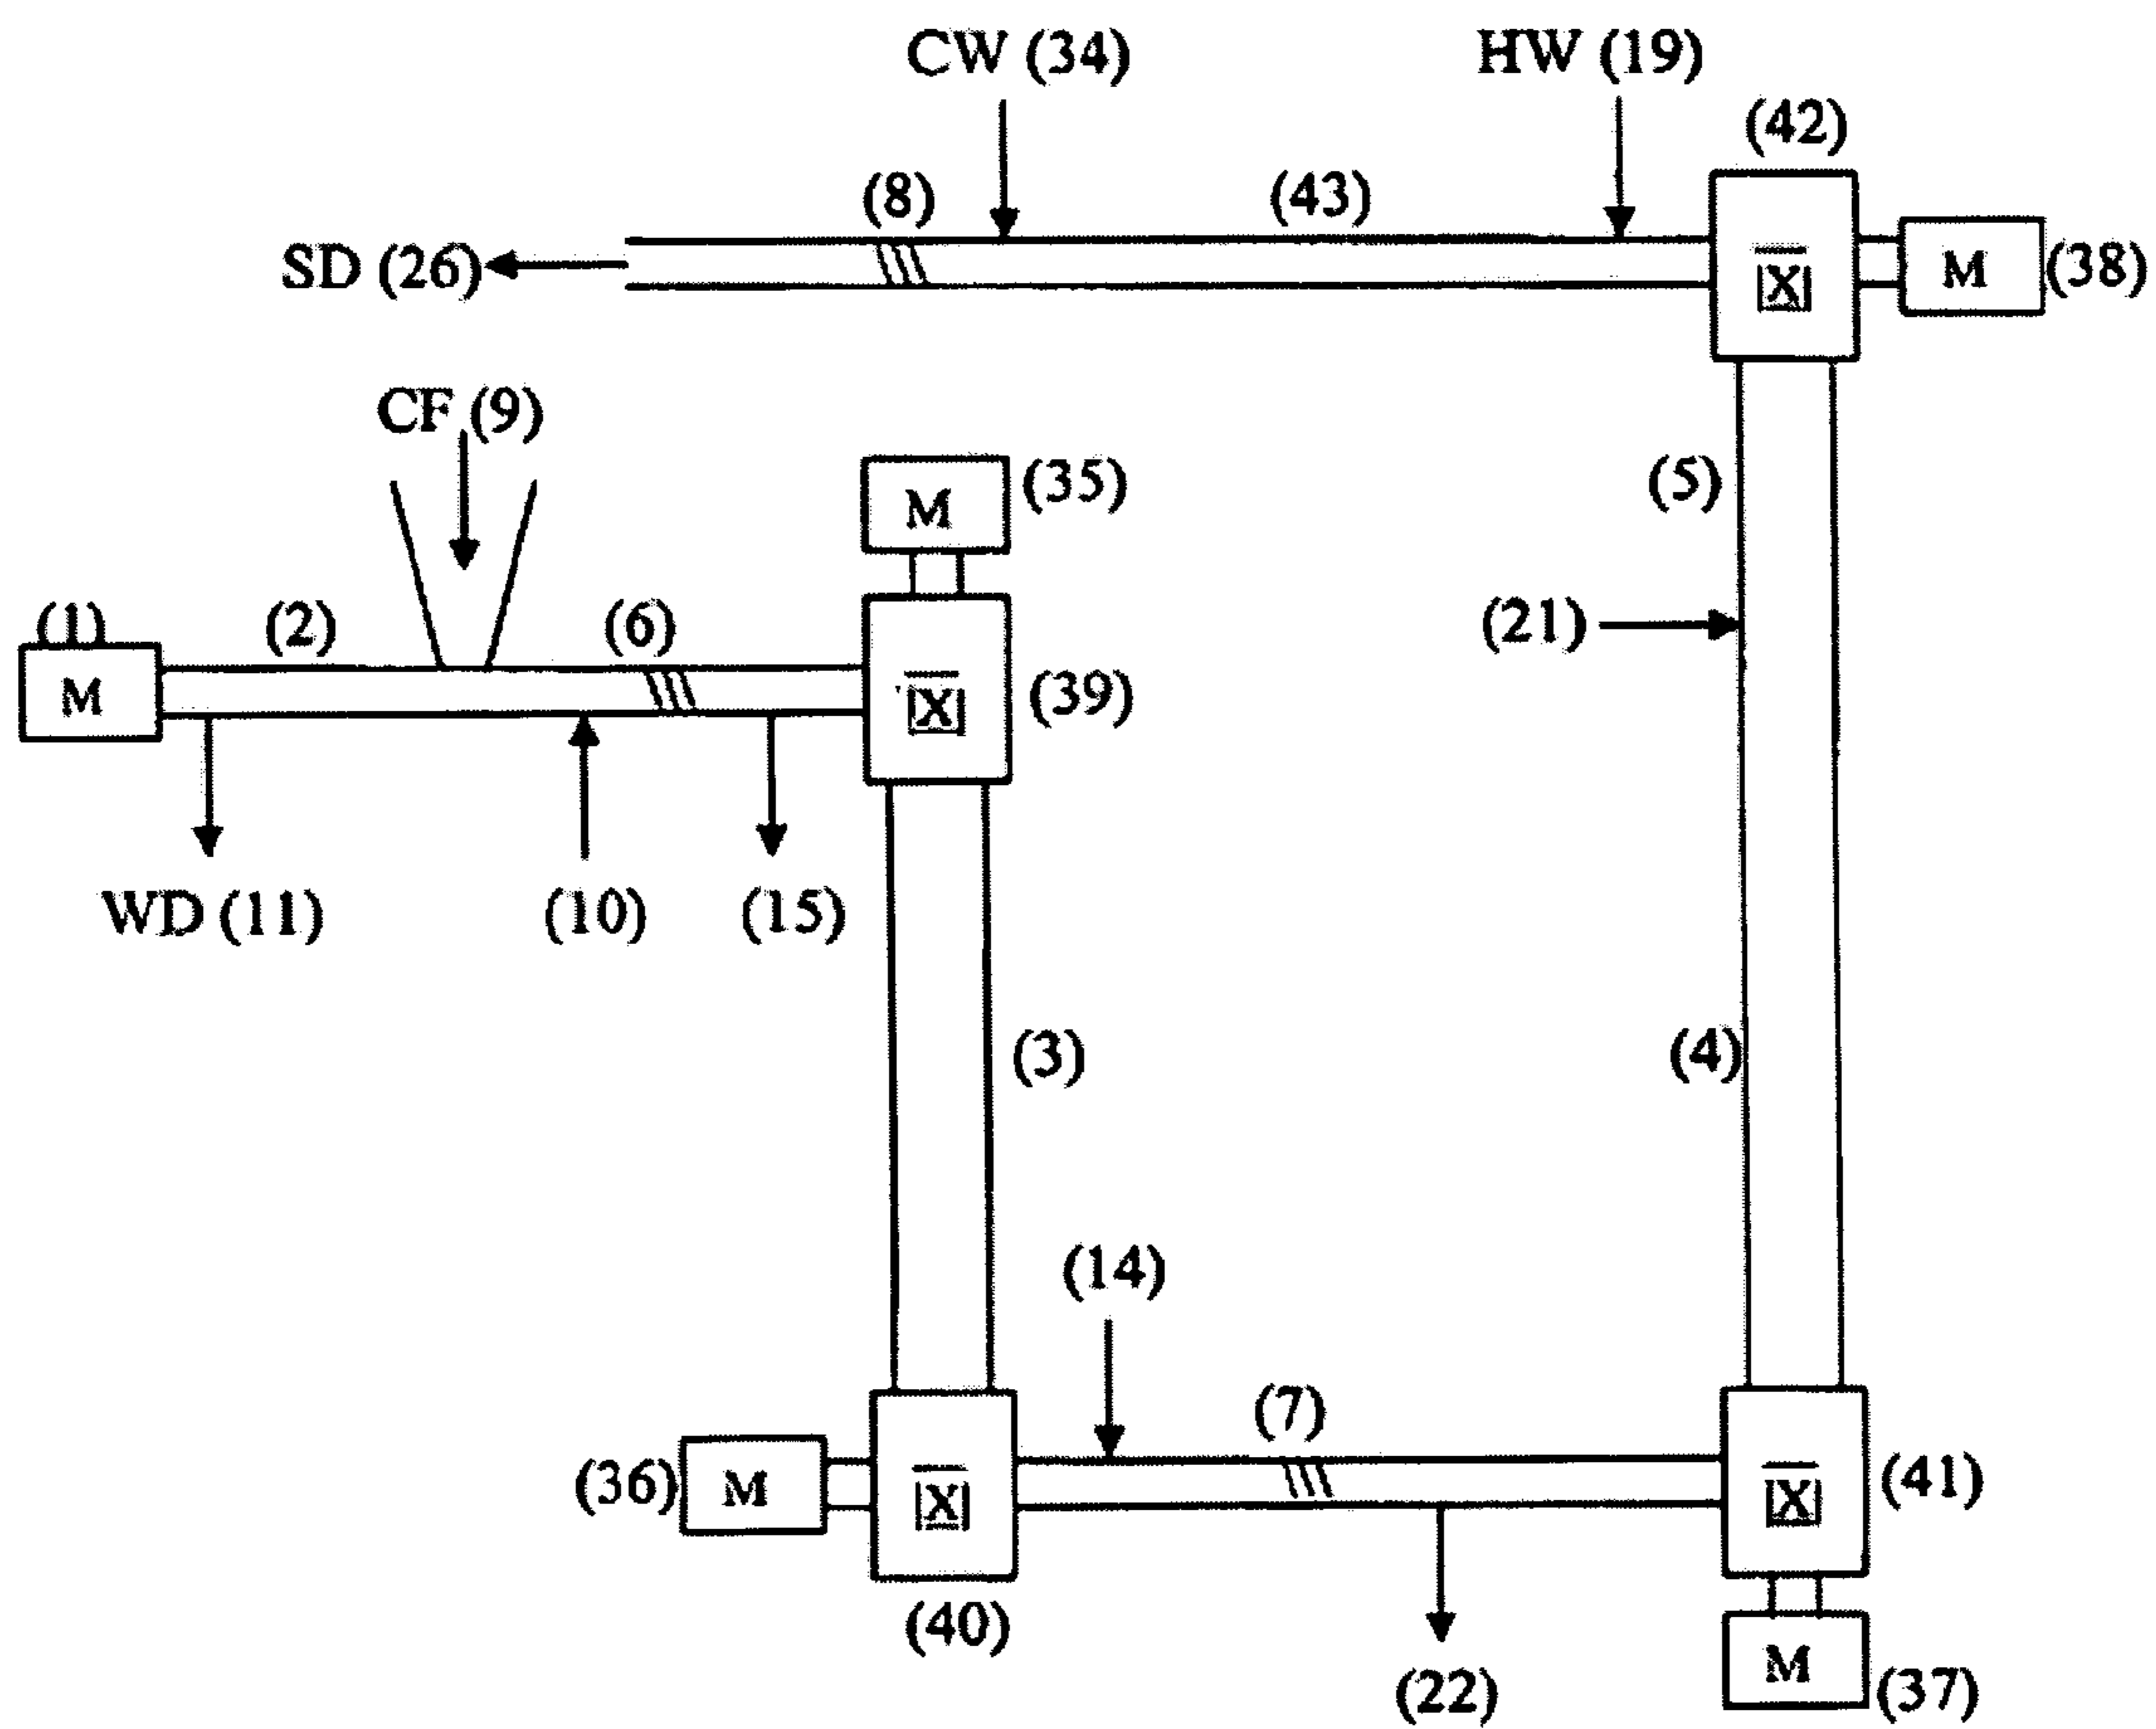 CW (34)
HW (19)
(42)
(8)
(43)
SD (26)
X
M
(38)
CF (9)
M
(35)
(5)
(1)
(2)
(6)
(21)
M
X
(39)
WD (11)
(10)
(15)
(3)
(4)
(14)
(7)
(36)
M
X
X
(41)
(40)
M
(22)
(37)